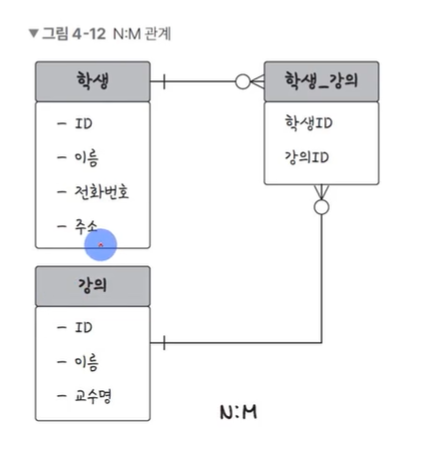 ▼그림 4-12 N:M 관계
학생
- ID
- 이름
- 전화번호
- 주소
학생_강의
학생ID
강의ID
강의
- ID
- 이름
- 교수명
N:M